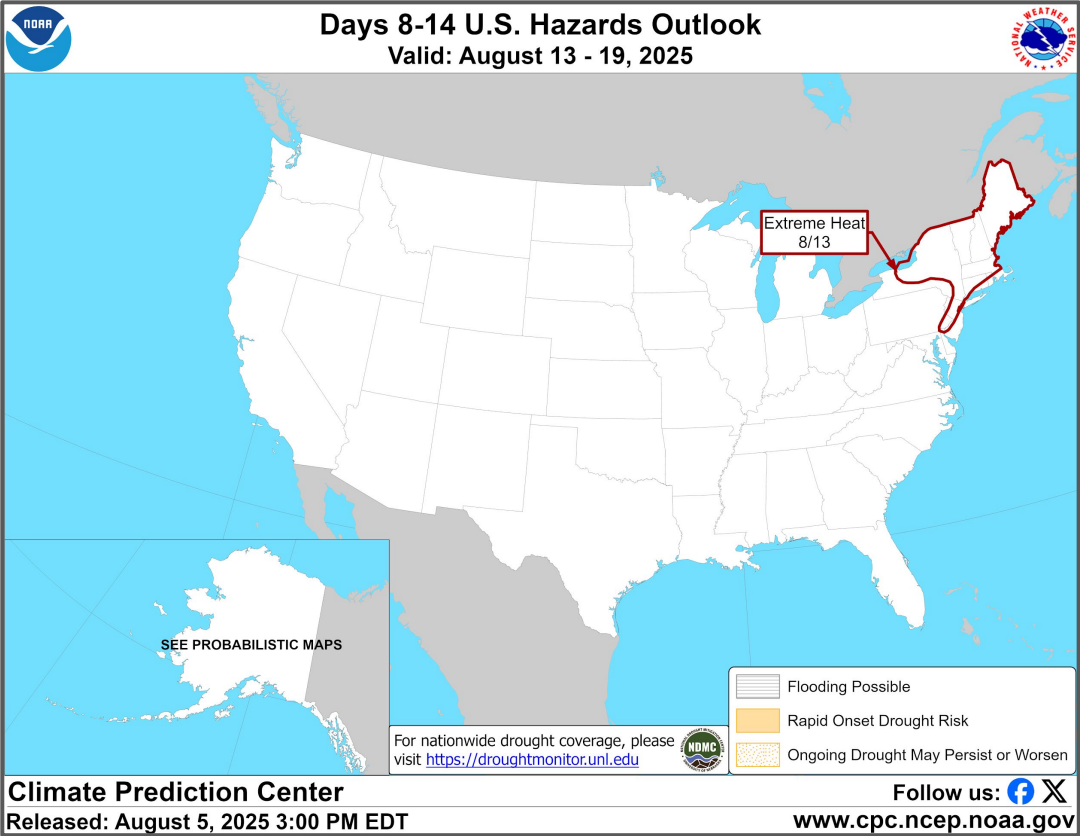 NOAA
Days 8-14 U.S. Hazards Outlook
Valid: August 13 - 19, 2025
NATIONAL WEATHER SERVICE
Extreme Heat
8/13
SEE PROBABILISTIC MAPS
For nationwide drought coverage, please
visit https://droughtmonitor.unl.edu
NDMC
Flooding Possible
Rapid Onset Drought Risk
Ongoing Drought May Persist or Worsen
Climate Prediction Center
Follow us:
Released: August 5, 2025 3:00 PM EDT
www.cpc.ncep.noaa.gov